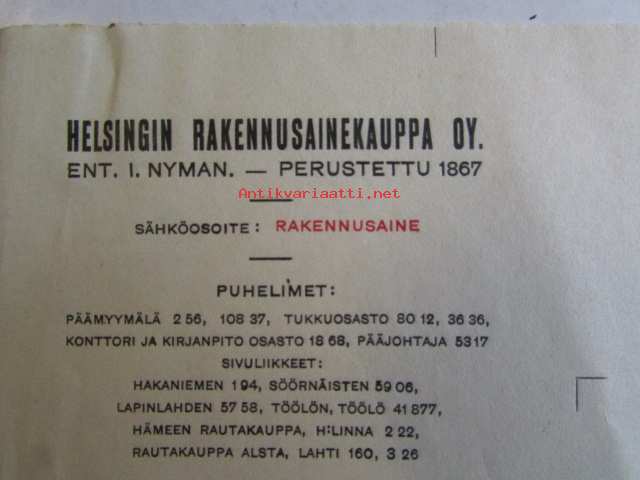 HELSINGIN RAKENNUSAINEKAUPPA OY.
ENT. I. NYMAN. — PERUSTETTU 1867
Antikvariaatti.net
SÄHKÖOSOITE: RAKENNUSAINE
PUHELIMET:
PÄÄMYYMÄLÄ 2 56, 108 37, TUKKUOSASTO 80 12, 36 36,
KONTTORI JA KIRJANPITO OSASTO 18 68, PÄÄJOHTAJA 53 17
SIVULIIKKEET:
HAKANIEMEN 1 94, SÖÖRNÄISTEN 59 06,
LAPINLAHDEN 57 58, TÖÖLÖN, TÖÖLÖ 41 877,
HÄMEEN RAUTAKAUPPA, H:LINNA 2 22,
RAUTAKAUPPA ALSTA, LAHTI 160, 3 26